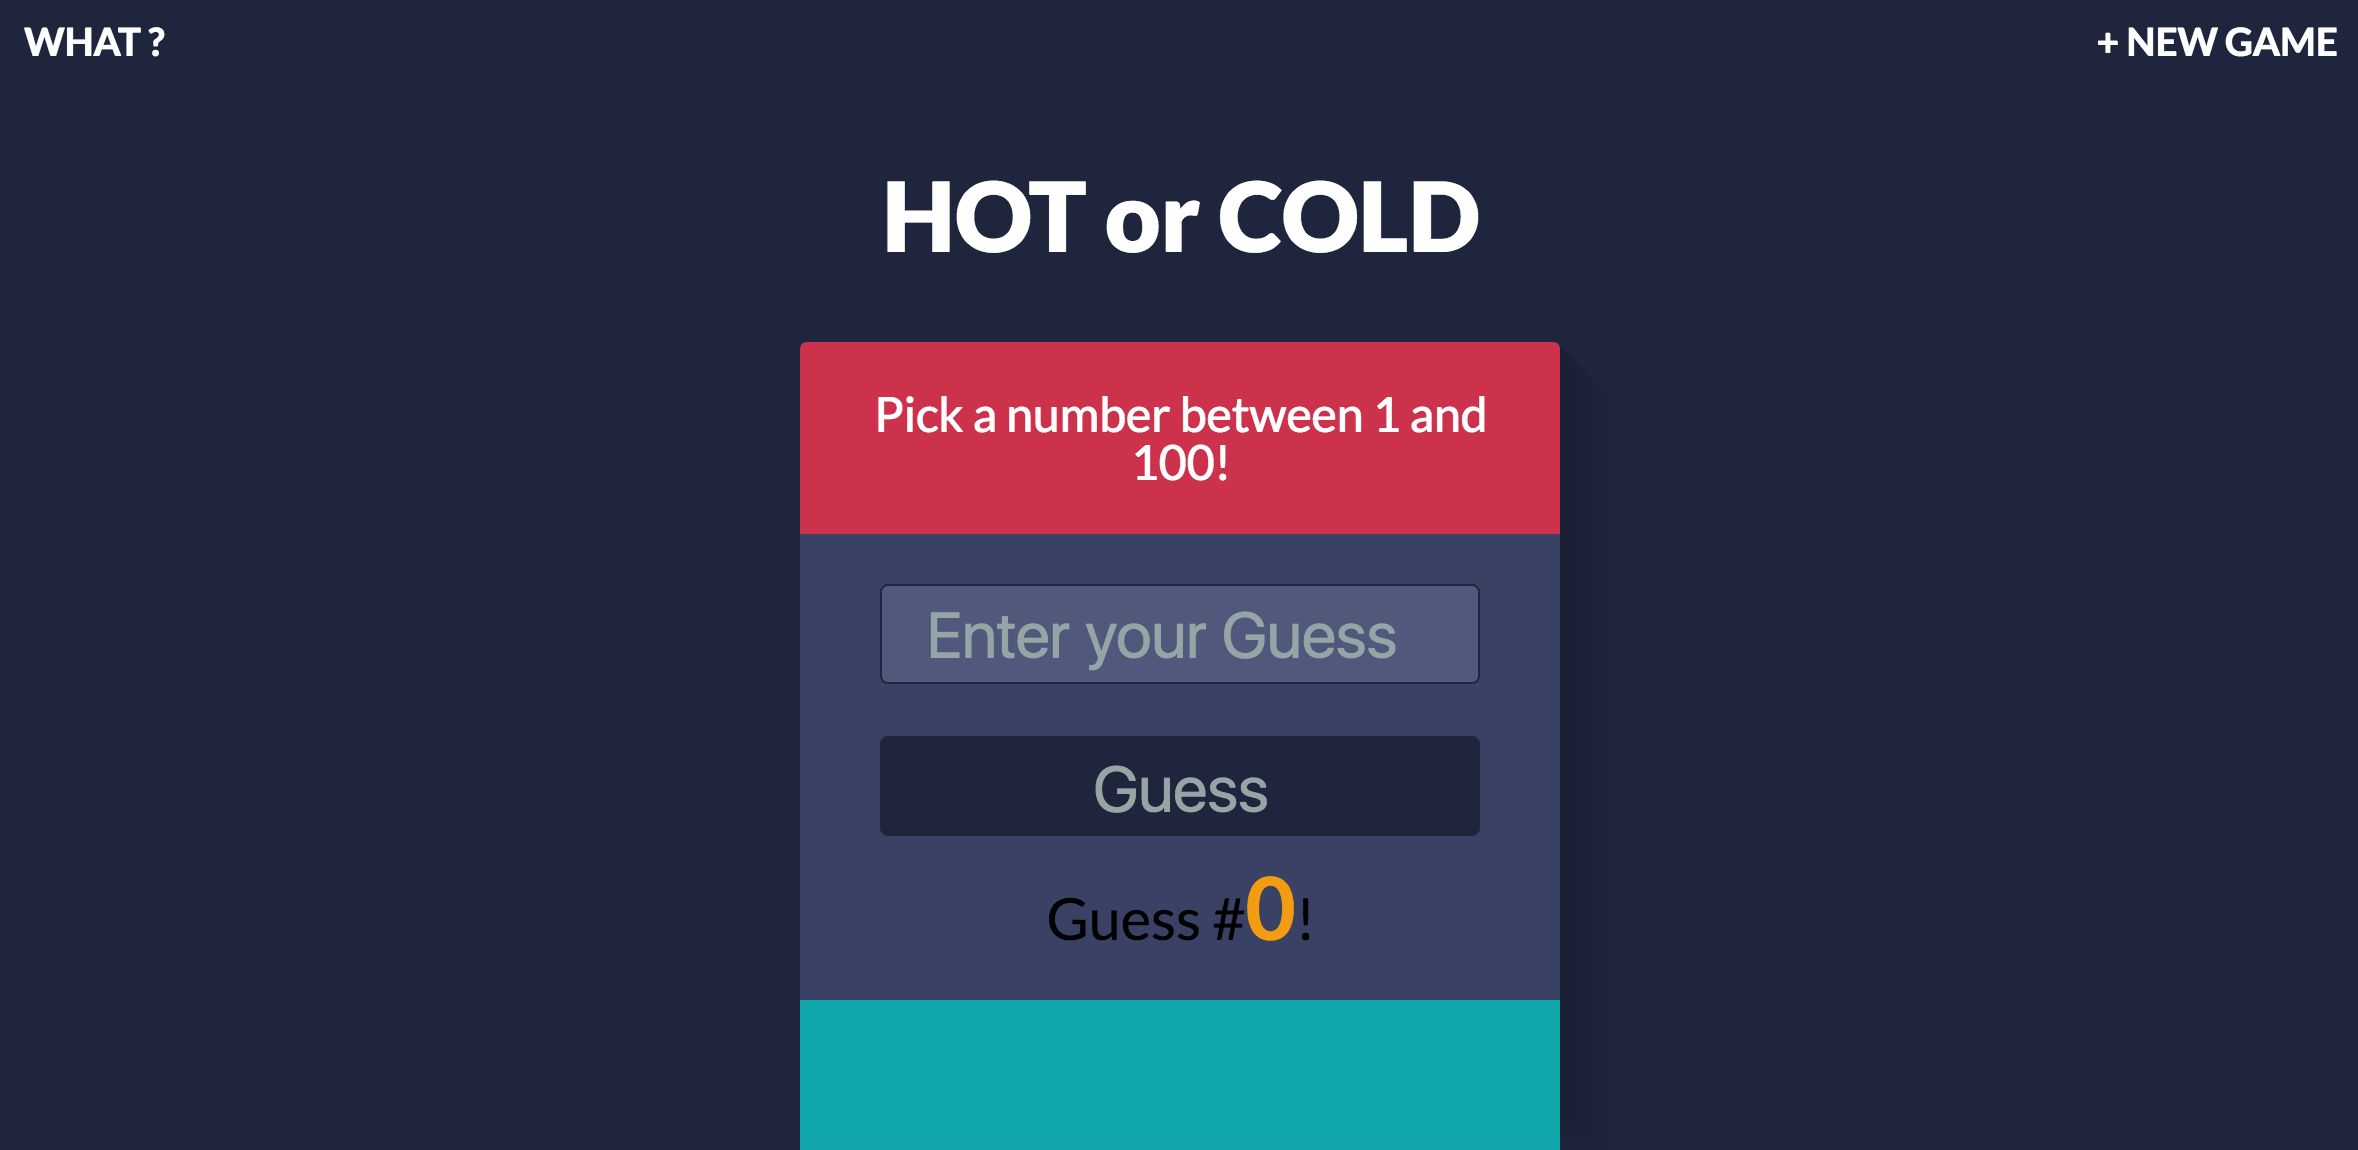 WHAT ?
+ NEW GAME
HOT or COLD
Pick a number between 1 and
100!
Enter your Guess
Guess
Guess #0!